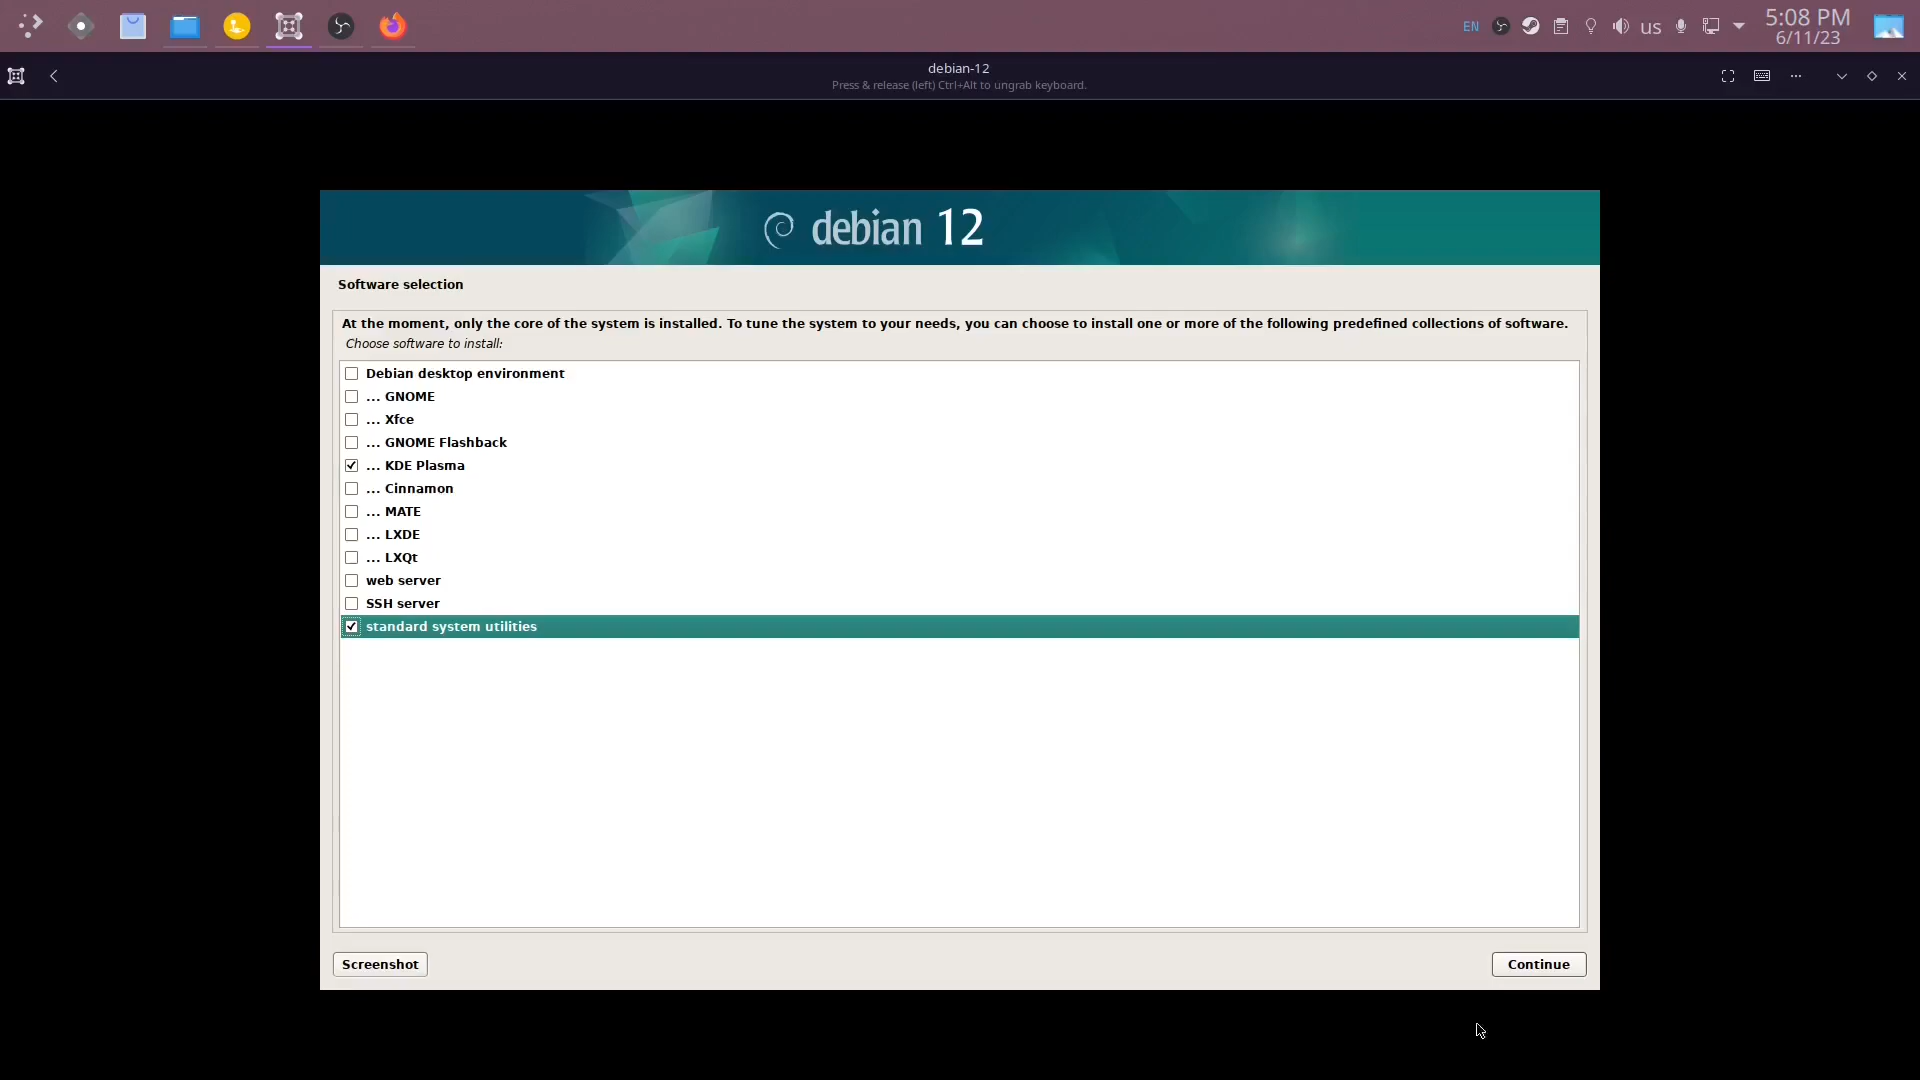 EN
us
5:08 PM
6/11/23
debian-12
Press & release (left) Ctrl+Alt to ungrab keyboard.
debian 12
Software selection
At the moment, only the core of the system is installed. To tune the system to your needs, you can choose to install one or more of the following predefined collections of software.
Choose software to install:
Debian desktop environment
... GNOME
... Xfce
... GNOME Flashback
... KDE Plasma
... Cinnamon
... MATE
... LXDE
... LXQt
web server
SSH server
standard system utilities
Screenshot
Continue